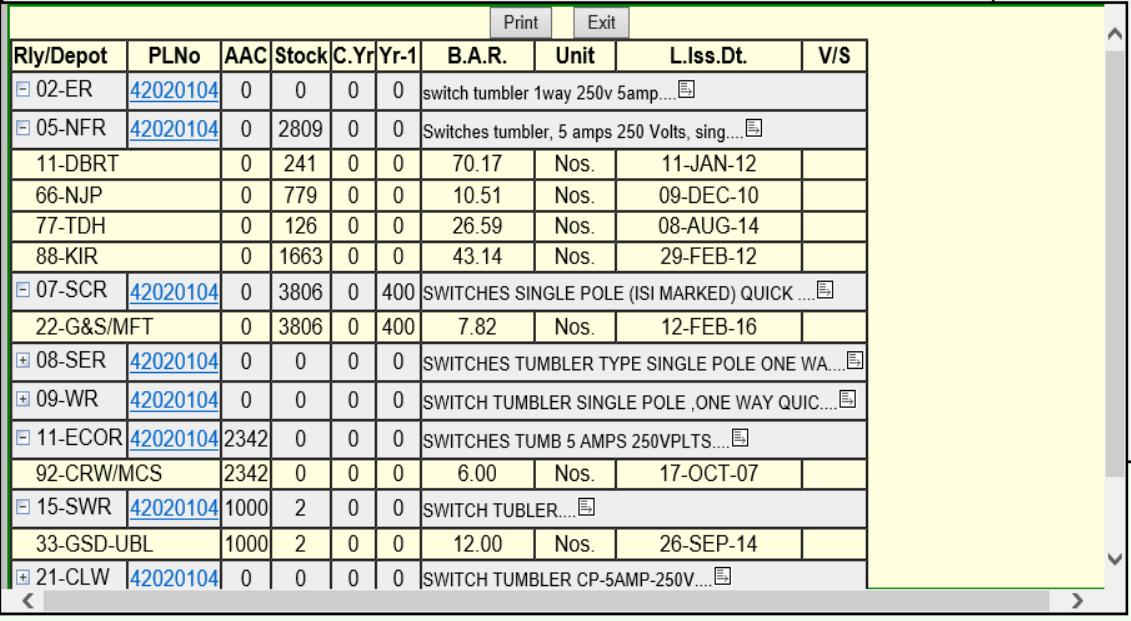 Print Exit
Rly/Depot PLNo AAC Stock C.Yr Yr-1 B.A.R. Unit L.Iss.Dt. V/S
02-ER 42020104 0 0 0 0 switch tumbler 1way 250v 5amp....
05-NFR 42020104 0 2809 0 0 Switches tumbler, 5 amps 250 Volts, sing....
11-DBRT 0 241 0 0 70.17 Nos. 11-JAN-12
66-NJP 0 779 0 0 10.51 Nos. 09-DEC-10
77-TDH 0 126 0 0 26.59 Nos. 08-AUG-14
88-KIR 0 1663 0 0 43.14 Nos. 29-FEB-12
07-SCR 42020104 0 3806 0 400 SWITCHES SINGLE POLE (ISI MARKED) QUICK ....
22-G&S/MFT 0 3806 0 400 7.82 Nos. 12-FEB-16
08-SER 42020104 0 0 0 0 SWITCHES TUMBLER TYPE SINGLE POLE ONE WA....
09-WR 42020104 0 0 0 0 SWITCH TUMBLER SINGLE POLE ,ONE WAY QUIC....
11-ECOR 42020104 2342 0 0 0 SWITCHES TUMB 5 AMPS 250VPLTS....
92-CRW/MCS 2342 0 0 0 6.00 Nos. 17-OCT-07
15-SWR 42020104 1000 2 0 0 SWITCH TUBLER....
33-GSD-UBL 1000 2 0 0 12.00 Nos. 26-SEP-14
21-CLW 42020104 0 0 0 0 SWITCH TUMBLER CP-5AMP-250V....